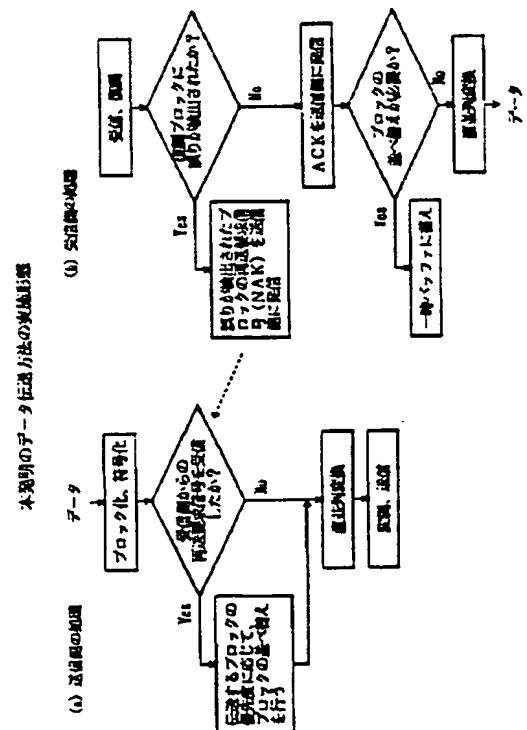 本発明のデータ伝送方法の実施形態
(a) 送信側の処理
データ
ブロック化、符号化
受信側からの
再送要求信号を受信
したか?
Yes
No
伝送するブロックの
優先度に応じて、
ブロックの並べ替え
を行う
直並列変換
変調、送信
(b) 受信側の処理
受信、復調
復調ブロックに
誤りが検出されたか?
Yes
No
誤りが検出されたブ
ロックの再送要求信
号(NAK)を送信
側に発信
ACKを送信側に発信
ブロックの
並べ替えが必要か?
Yes
No
一時バッファに蓄え
直並列変換
データ